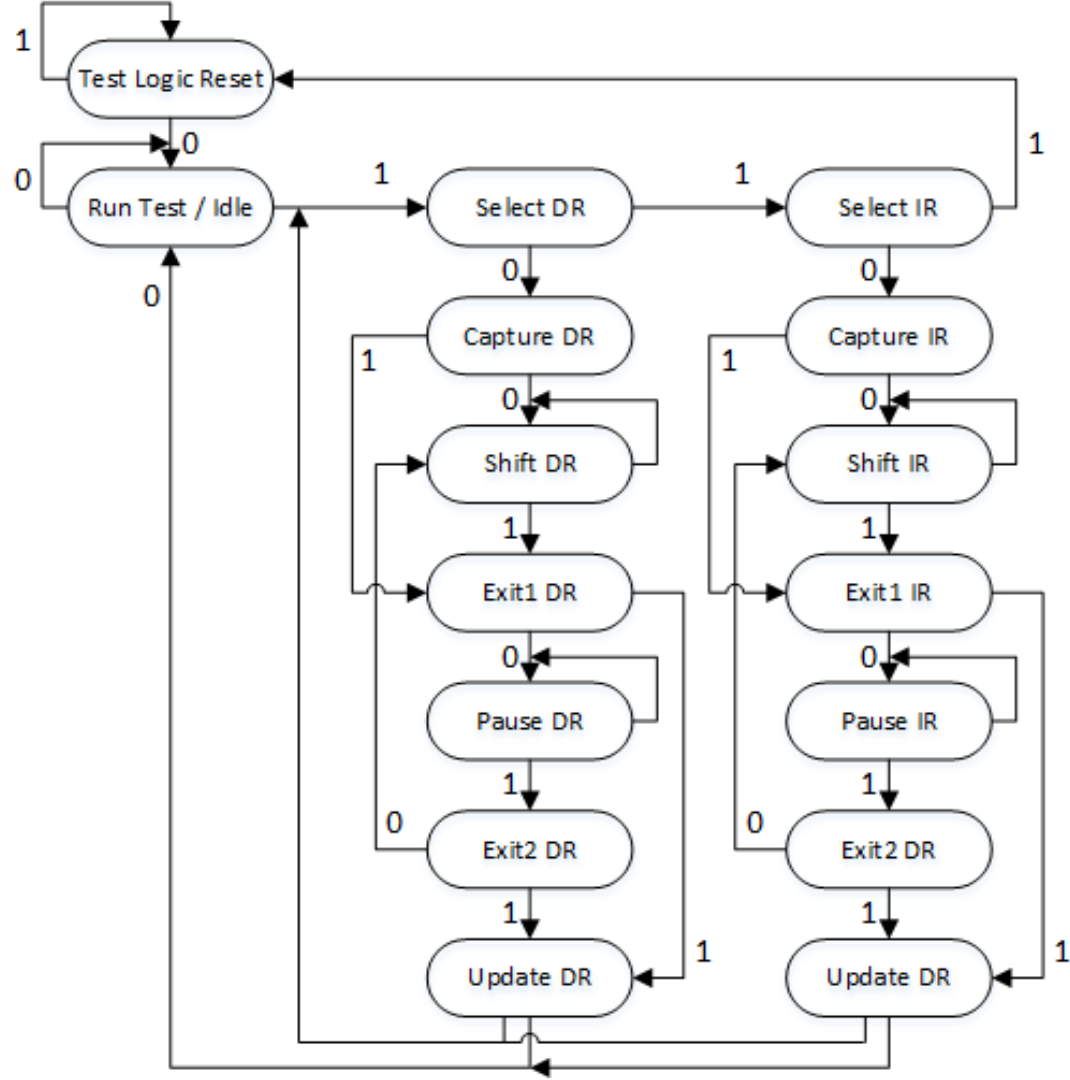 1
Test Logic Reset
0
1
0
Run Test / Idle
1
Select DR
1
Select IR
0
0
0
Capture DR
Capture IR
1
1
0
0
Shift DR
Shift IR
1
1
Exit1 DR
Exit1 IR
0
0
Pause DR
Pause IR
1
1
0
0
Exit2 DR
Exit2 DR
1
1
1
1
Update DR
Update DR